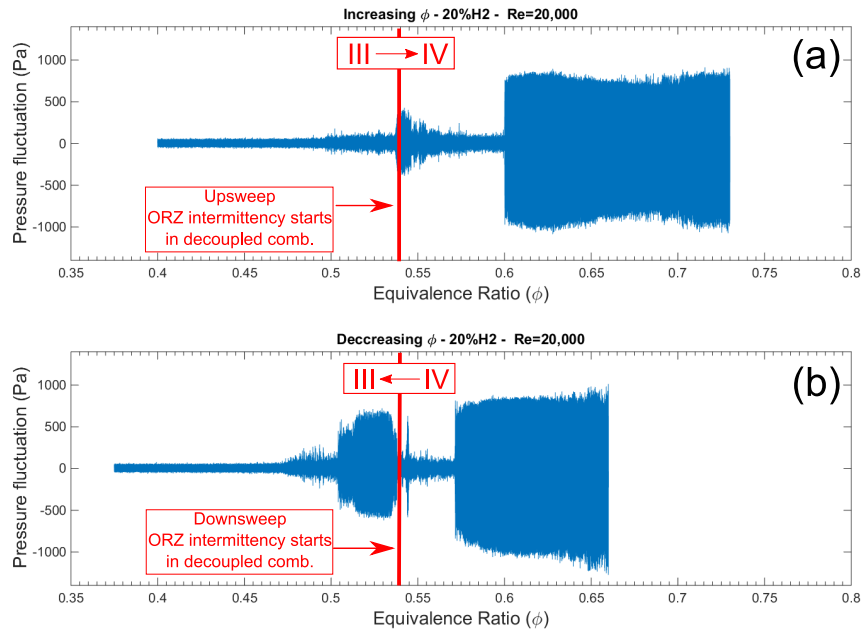 Increasing ϕ - 20%H2 - Re=20,000
(a)
III → IV
1000
500
0
-500
-1000
Pressure fluctuation (Pa)
Upsweep
ORZ intermittency starts
in decoupled comb.
0.35 0.4 0.45 0.5 0.55 0.6 0.65 0.7 0.75 0.8
Equivalence Ratio (ϕ)
Deccreasing ϕ - 20%H2 - Re=20,000
(b)
III ← IV
1000
500
0
-500
-1000
Pressure fluctuation (Pa)
Downsweep
ORZ intermittency starts
in decoupled comb.
0.35 0.4 0.45 0.5 0.55 0.6 0.65 0.7 0.75 0.8
Equivalence Ratio (ϕ)